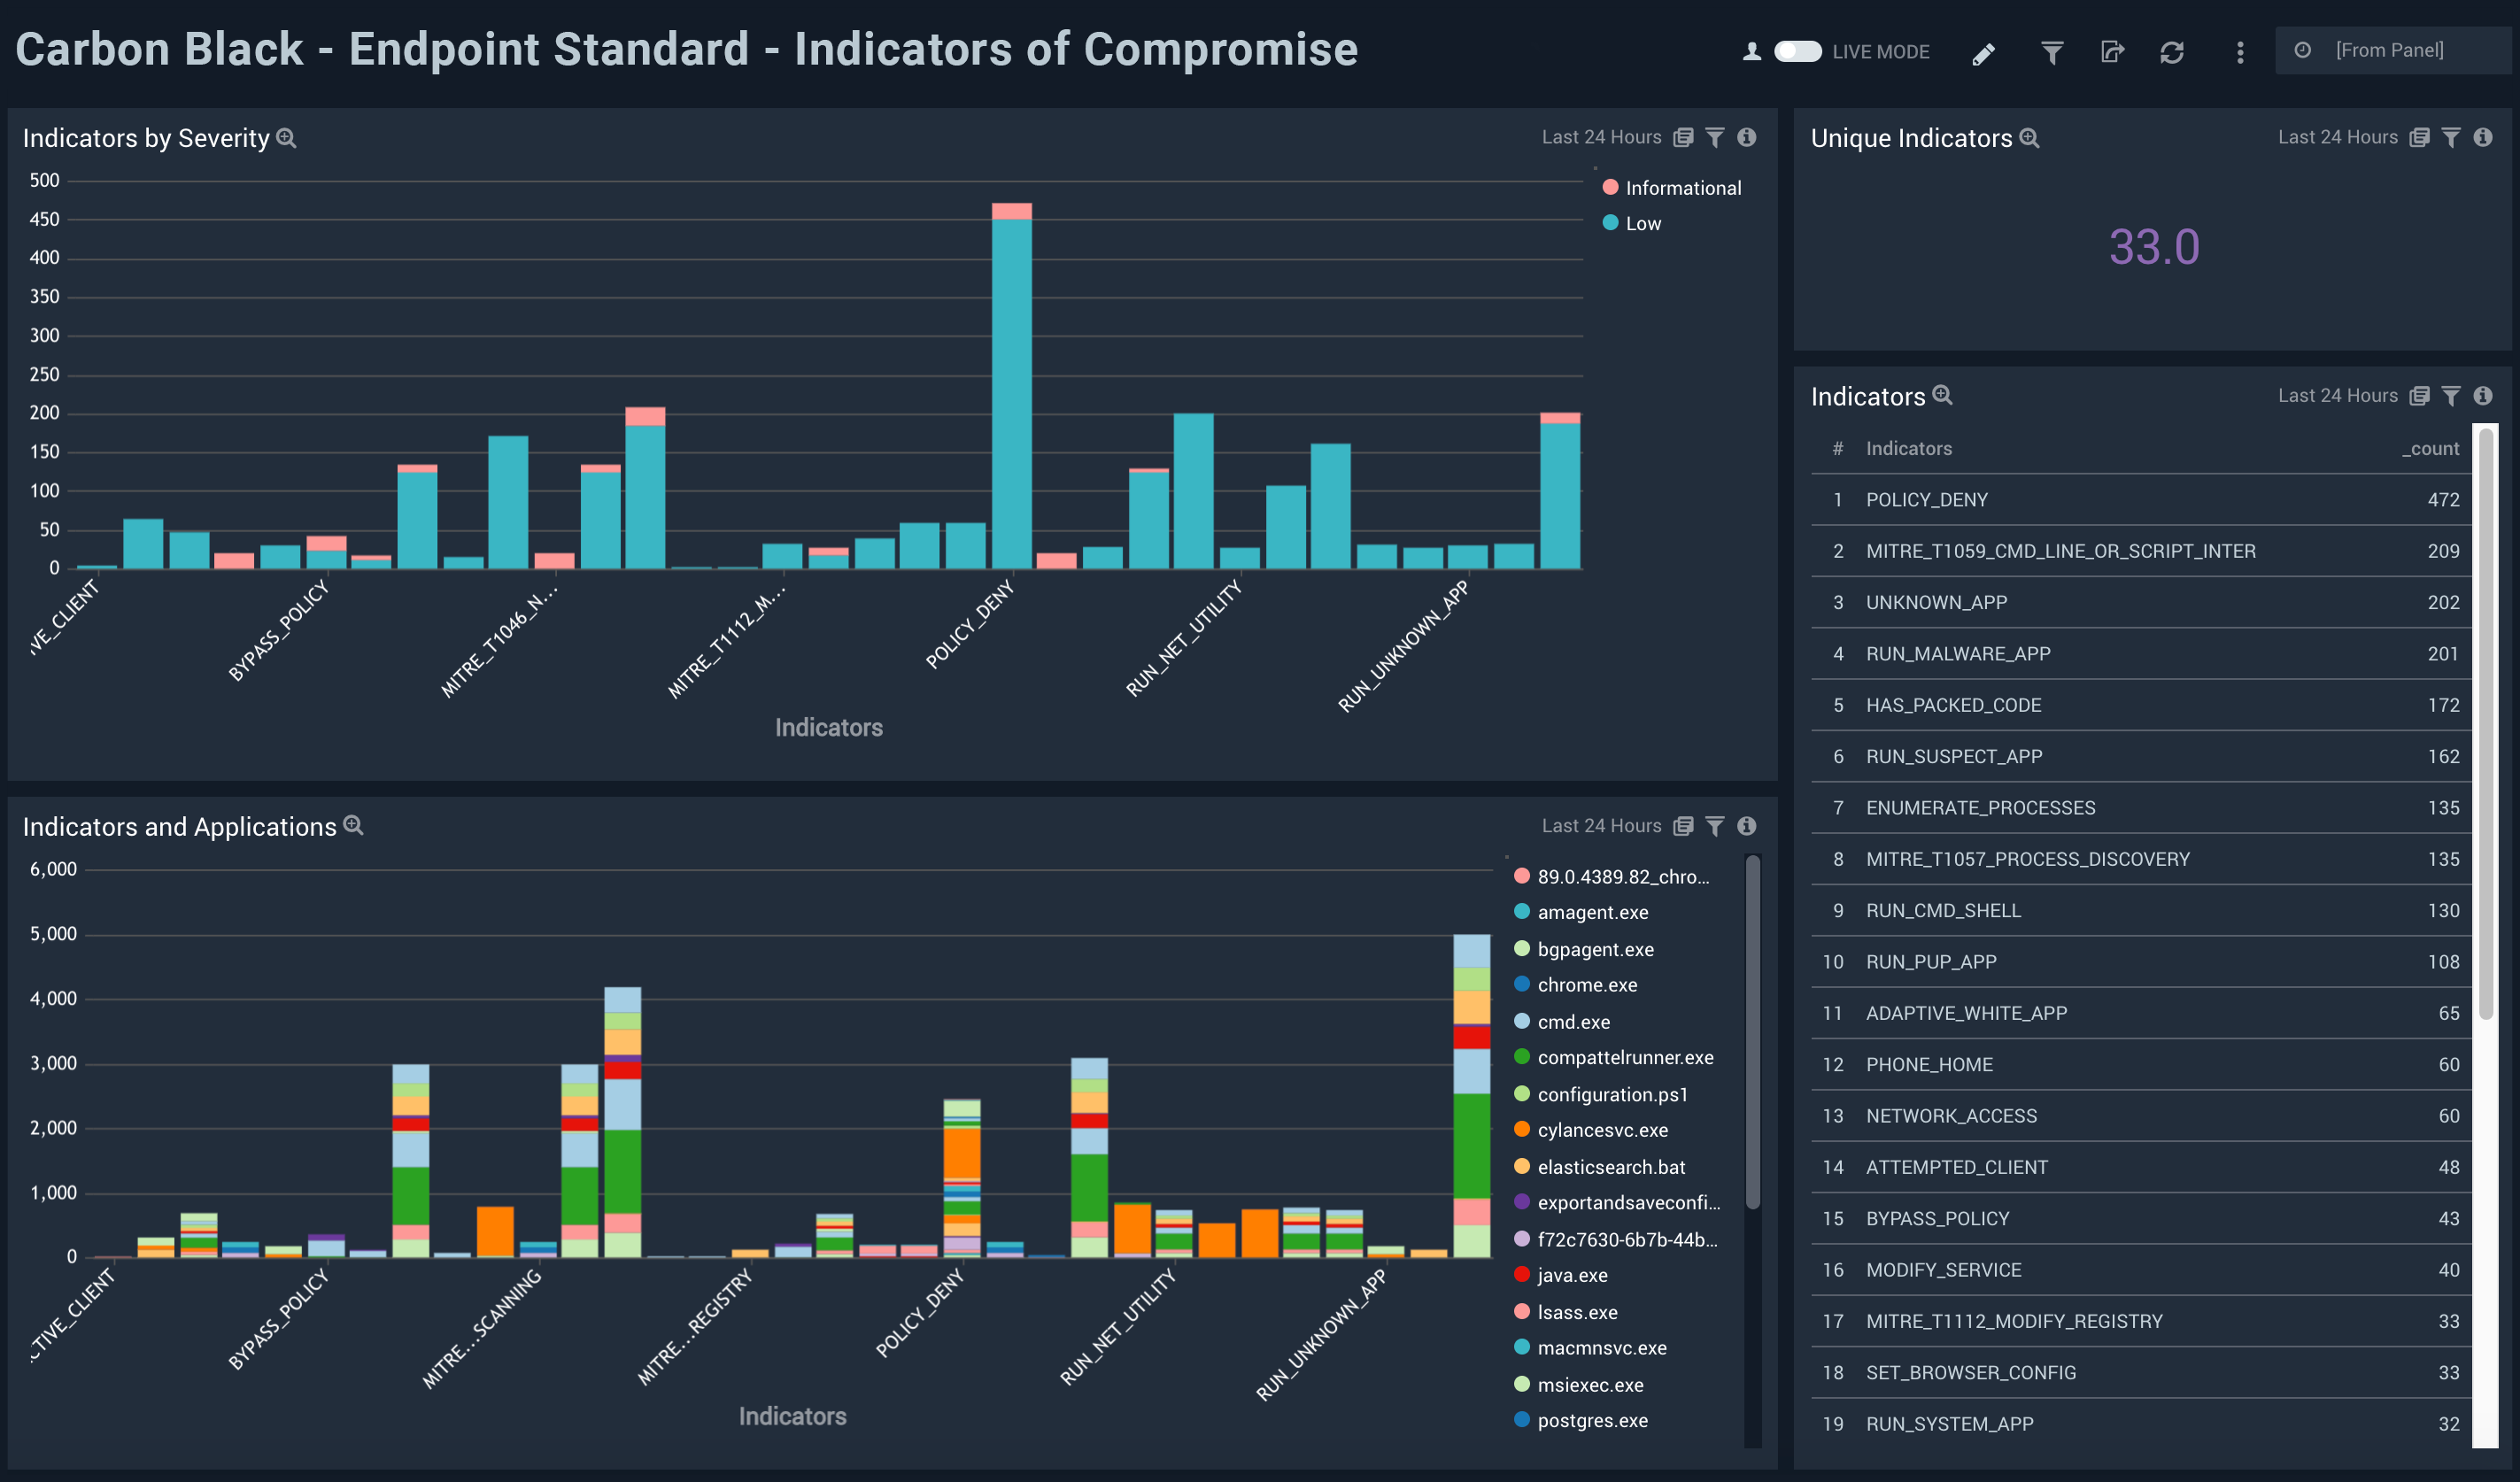 Carbon Black - Endpoint Standard - Indicators of Compromise
LIVE MODE
[From Panel]
Indicators by Severity
Last 24 Hours
500
450
400
350
300
250
200
150
100
50
0
Informational
Low
VE_CLIENT
BYPASS_POLICY
MITRE_T1046_N...
MITRE_T1112_M...
POLICY_DENY
RUN_NET_UTILITY
RUN_UNKNOWN_APP
Indicators
Unique Indicators
Last 24 Hours
33.0
Indicators and Applications
Last 24 Hours
6,000
5,000
4,000
3,000
2,000
1,000
0
89.0.4389.82_chro...
amagent.exe
bgpagent.exe
chrome.exe
cmd.exe
compattelrunner.exe
configuration.ps1
cylancesvc.exe
elasticsearch.bat
exportandsaveconfi...
f72c7630-6b7b-44b...
java.exe
lsass.exe
macmnsvc.exe
msiexec.exe
postgres.exe
CTIVE_CLIENT
BYPASS_POLICY
MITRE...SCANNING
MITRE...REGISTRY
POLICY_DENY
RUN_NET_UTILITY
RUN_UNKNOWN_APP
Indicators
Indicators
Last 24 Hours
# Indicators _count
1 POLICY_DENY 472
2 MITRE_T1059_CMD_LINE_OR_SCRIPT_INTER 209
3 UNKNOWN_APP 202
4 RUN_MALWARE_APP 201
5 HAS_PACKED_CODE 172
6 RUN_SUSPECT_APP 162
7 ENUMERATE_PROCESSES 135
8 MITRE_T1057_PROCESS_DISCOVERY 135
9 RUN_CMD_SHELL 130
10 RUN_PUP_APP 108
11 ADAPTIVE_WHITE_APP 65
12 PHONE_HOME 60
13 NETWORK_ACCESS 60
14 ATTEMPTED_CLIENT 48
15 BYPASS_POLICY 43
16 MODIFY_SERVICE 40
17 MITRE_T1112_MODIFY_REGISTRY 33
18 SET_BROWSER_CONFIG 33
19 RUN_SYSTEM_APP 32